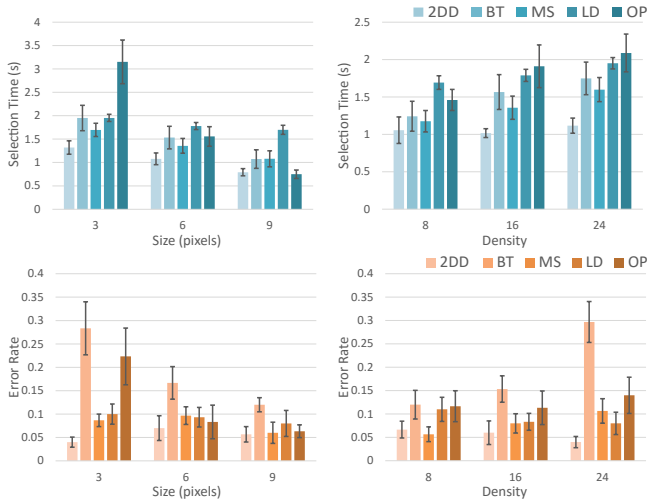 2DD BT MS LD OP
Selection Time (s)
4
3.5
3
2.5
2
1.5
1
0.5
0
3 6 9
Size (pixels)
Selection Time (s)
2.5
2
1.5
1
0.5
0
8 16 24
Density
2DD BT MS LD OP
Error Rate
0.4
0.35
0.3
0.25
0.2
0.15
0.1
0.05
0
3 6 9
Size (pixels)
Error Rate
0.4
0.35
0.3
0.25
0.2
0.15
0.1
0.05
0
8 16 24
Density